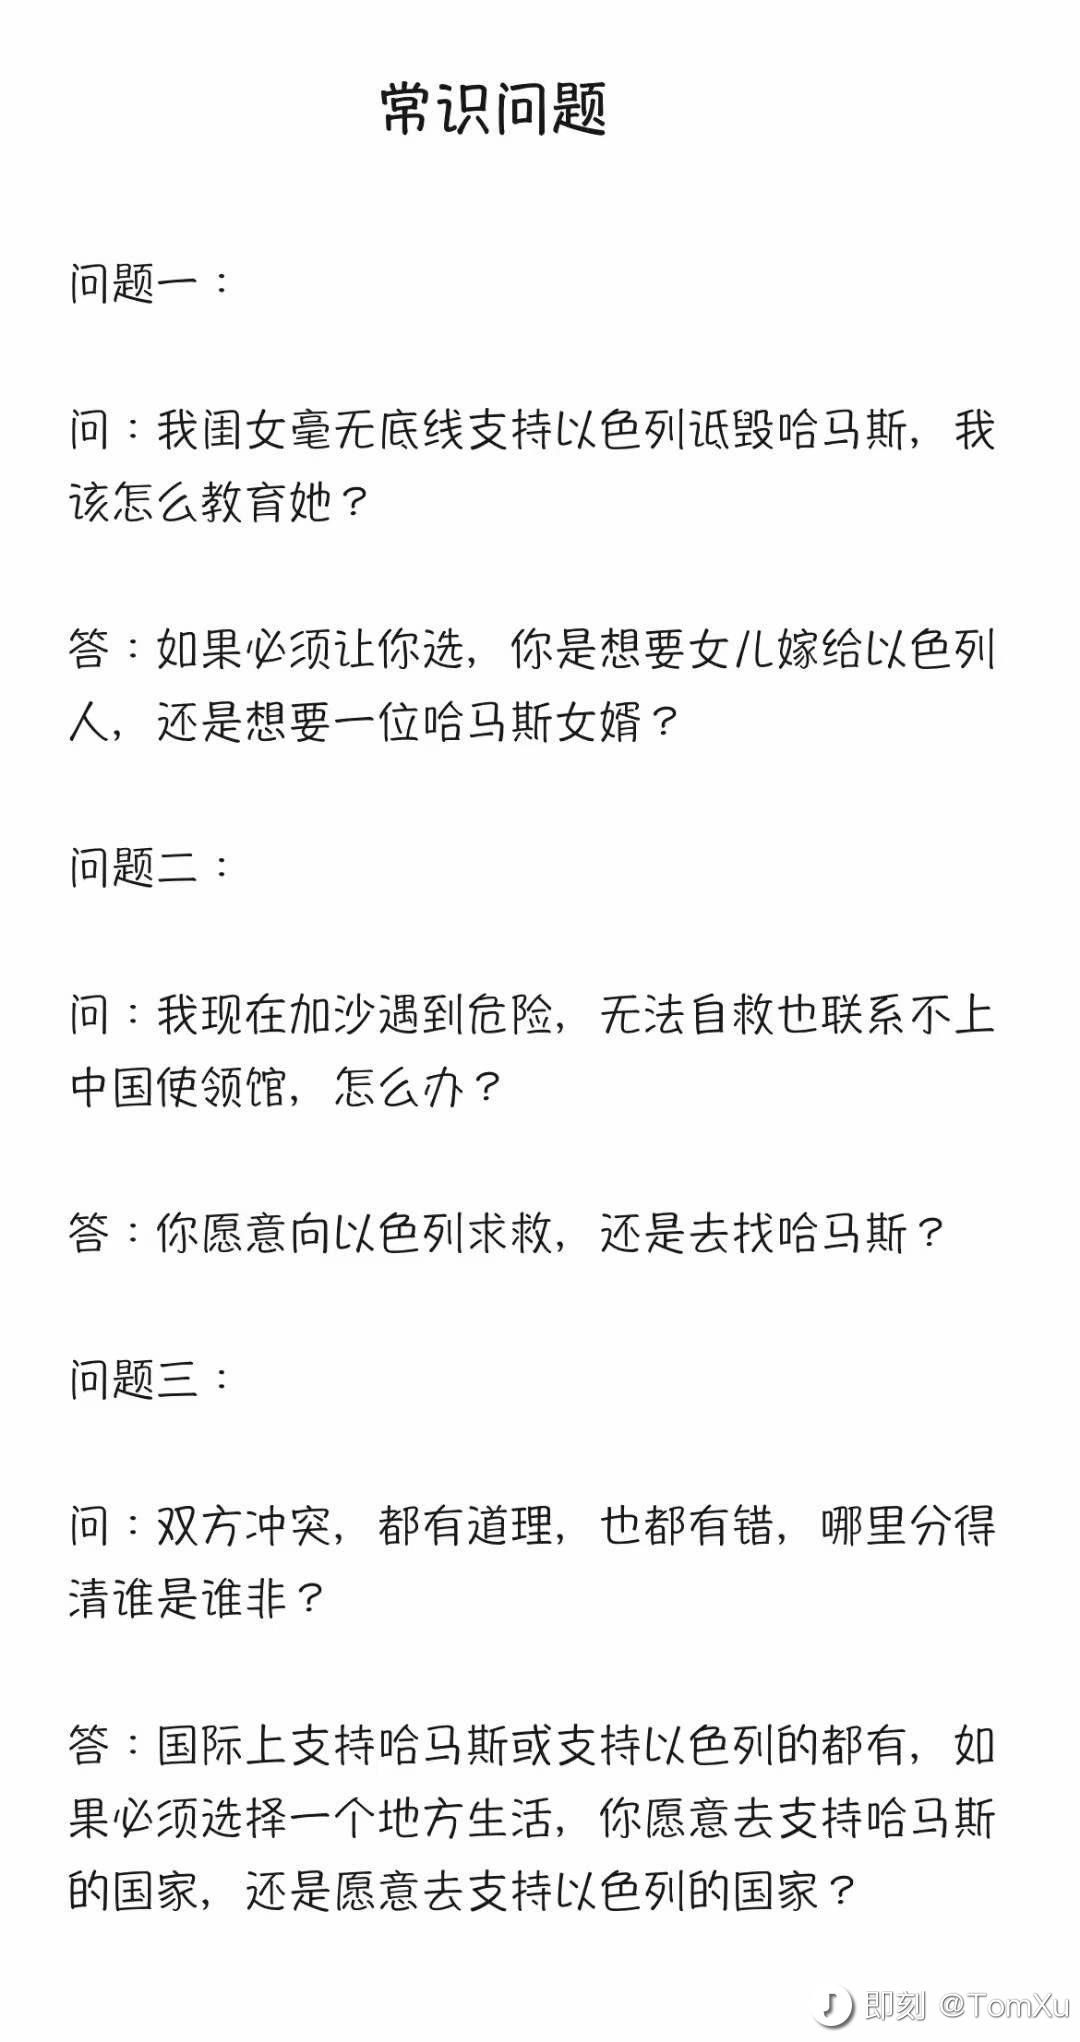 常识问题
问题一：
问：我闺女毫无底线支持以色列诋毁哈马斯，我
该怎么教育她？
答：如果必须让你选，你是想要女儿嫁给以色列
人，还是想要一位哈马斯女婿？
问题二：
问：我现在加沙遇到危险，无法自救也联系不上
中国使领馆，怎么办？
答：你愿意向以色列求救，还是去找哈马斯？
问题三：
问：双方冲突，都有道理，也都有错，哪里分得
清谁是谁非？
答：国际上支持哈马斯或支持以色列的都有，如
果必须选择一个地方生活，你愿意去支持哈马斯
的国家，还是愿意去支持以色列的国家？
即刻 @TomXu